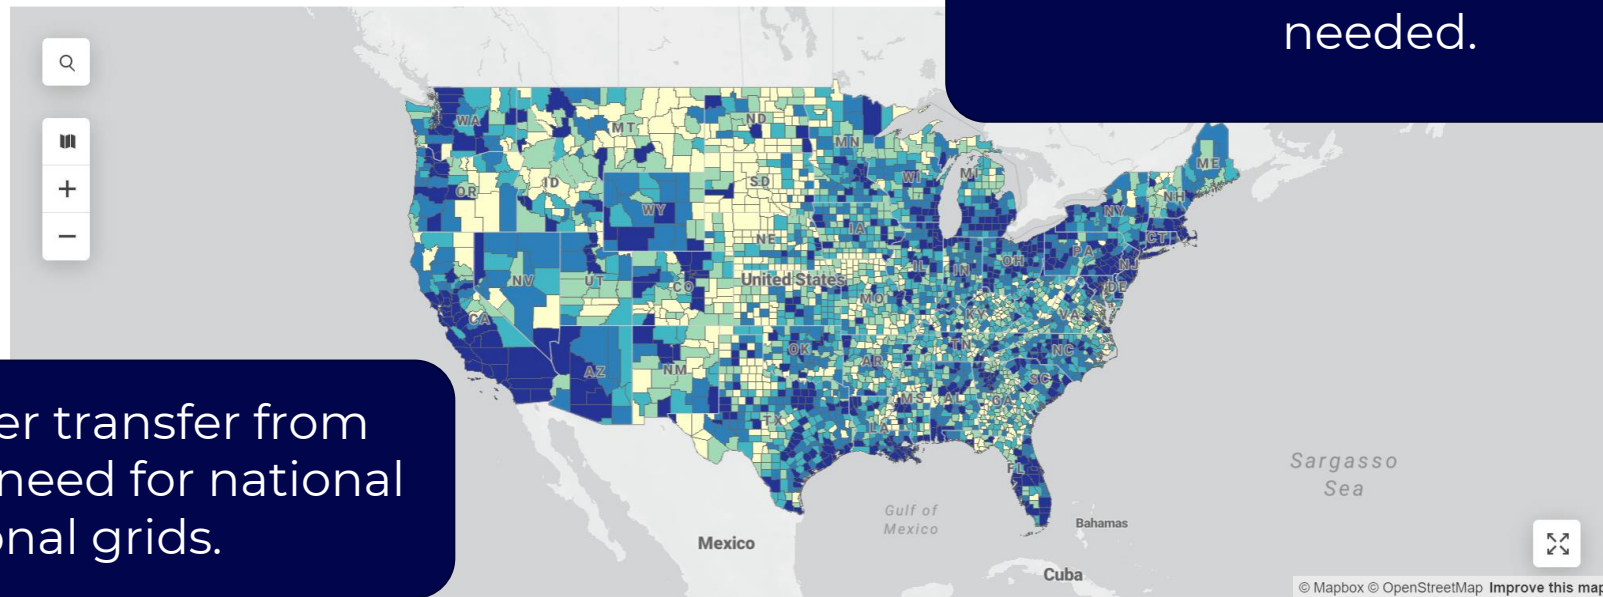 needed.
WA
MT
ND
MN
ME
OR
ID
SD
WI
MI
NH
WY
NY
IA
CT
NE
PA
NJ
OH
IL
IN
NV
UT
CO
United States
DE
MO
KY
VA
CA
OK
TN
NC
AZ
NM
AR
SC
MS
AL
GA
TX
LA
er transfer from
need for national
onal grids.
FL
Sargasso
Sea
Gulf of
Mexico
Bahamas
Mexico
Cuba
© Mapbox © OpenStreetMap Improve this map